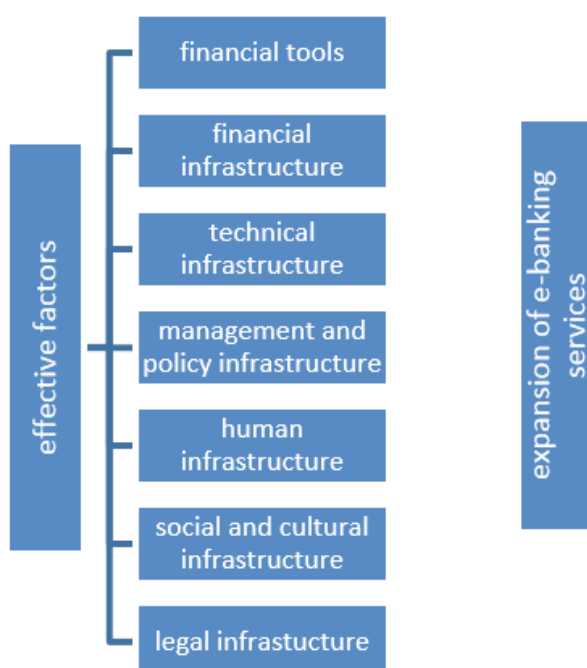 effective factors
financial tools
financial
infrastructure
technical
infrastructure
management and
policy infrastructure
human
infrastructure
social and cultural
infrastructure
legal infrastucture
expansion of e-banking
services